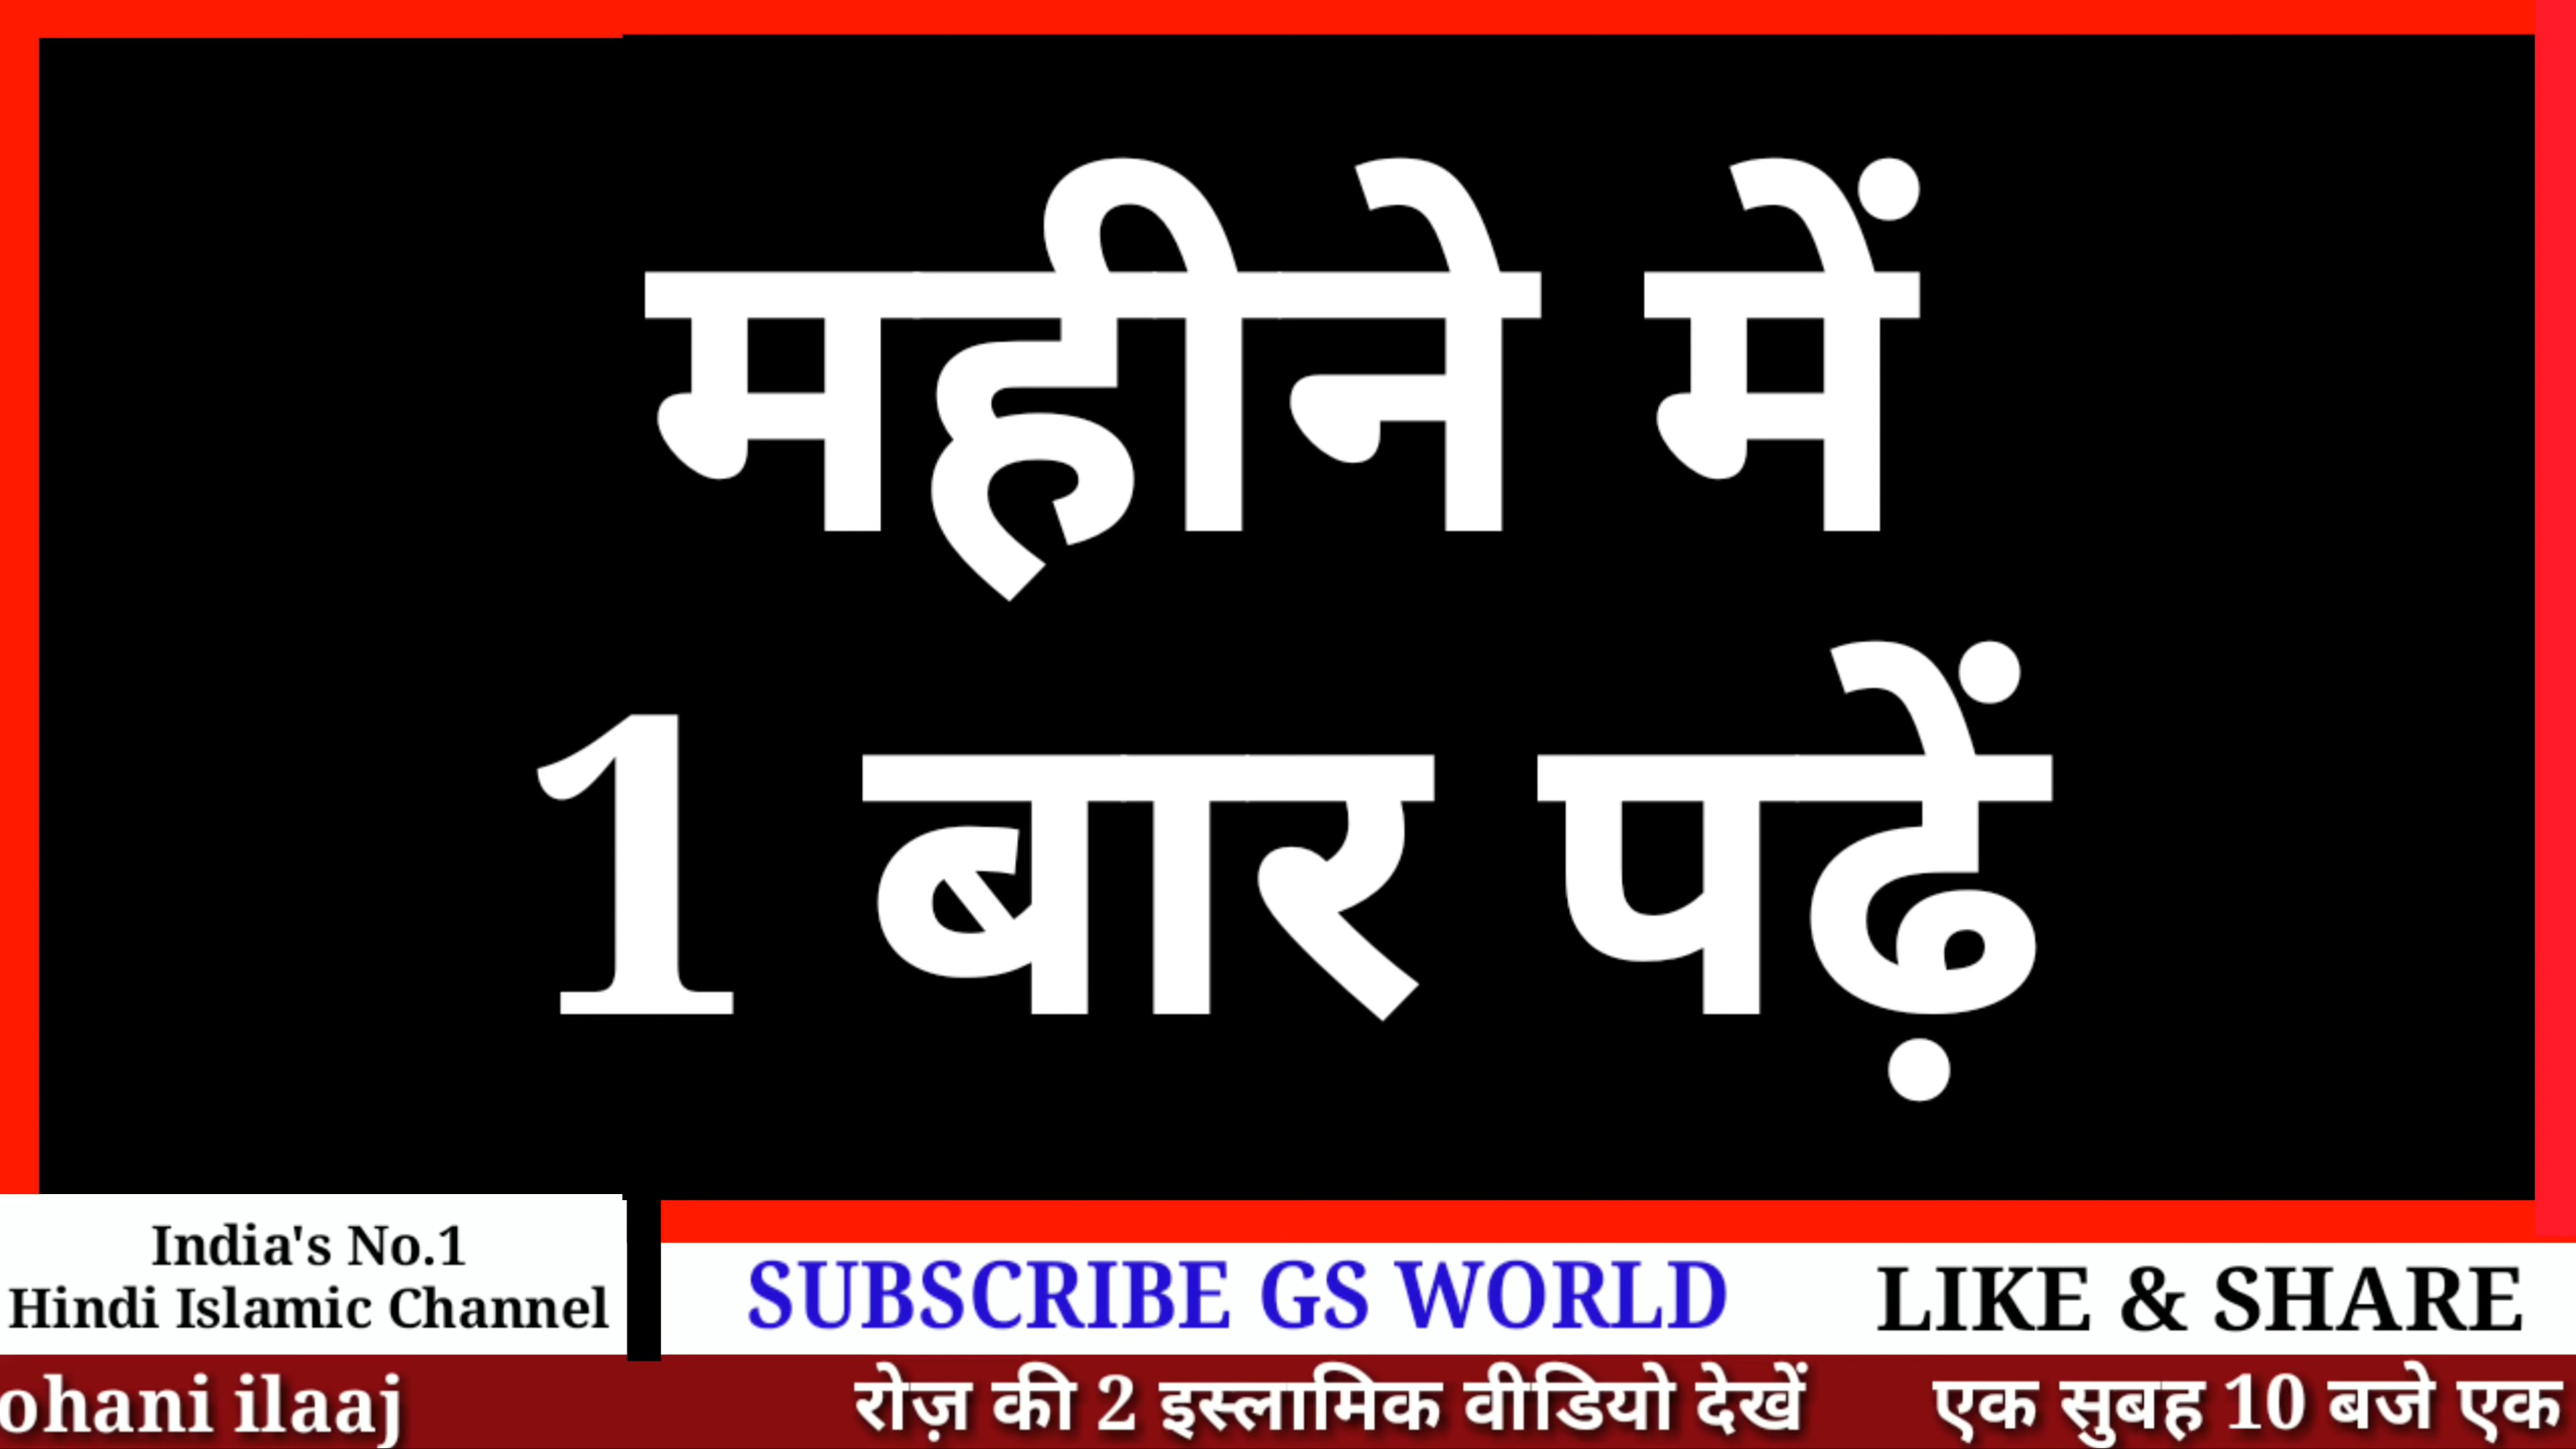 महीने में
1 बार पढ़ें
India's No.1
Hindi Islamic Channel
SUBSCRIBE GS WORLD
LIKE & SHARE
ohani ilaaj रोज़ की 2 इस्लामिक वीडियो देखें एक सुबह 10 बजे एक